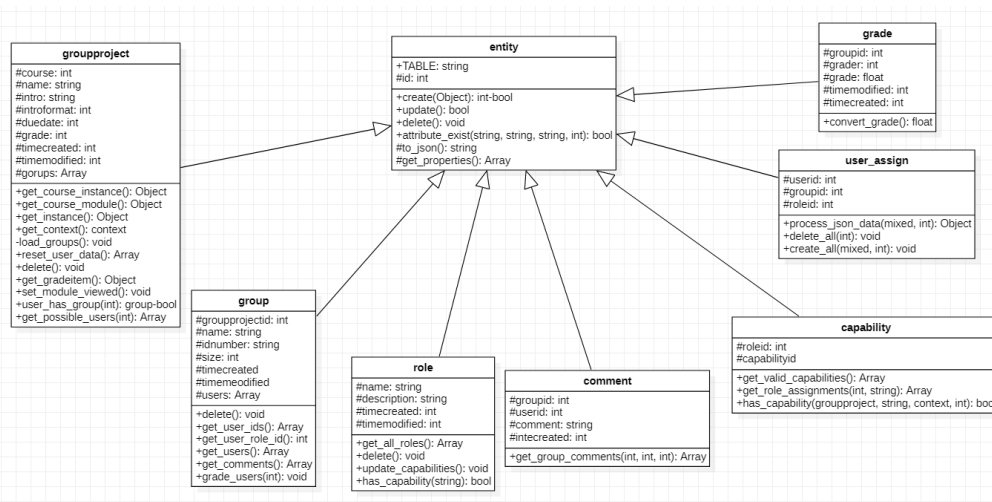 groupproject
#course: int
#name: string
#intro: string
#introformat: int
#duedate: int
#grade: int
#timecreated: int
#timemodified: int
#gorups: Array
+get_course_instance(): Object
+get_course_module(): Object
+get_instance(): Object
+get_context(): context
-load_groups(): void
+reset_user_data(): Array
+delete(): void
+get_gradeitem(): Object
+set_module_viewed(): void
+user_has_group(int): group-bool
+get_possible_users(int): Array
entity
+TABLE: string
#id: int
+create(Object): int-bool
+update(): bool
+delete(): void
+attribute_exist(string, string, string, int): bool
#to_json(): string
#get_properties(): Array
grade
#groupid: int
#grader: int
#grade: float
#timemodified: int
#timecreated: int
+convert_grade(): float
user_assign
#userid: int
#groupid: int
#roleid: int
+process_json_data(mixed, int): Object
+delete_all(int): void
+create_all(mixed, int): void
group
#groupprojectid: int
#name: string
#idnumber: string
#size: int
#timecreated
#timemeodified
#users: Array
+delete(): void
+get_user_ids(): Array
+get_user_role_id(): int
+get_users(): Array
+get_comments(): Array
+grade_users(int): void
role
#name: string
#description: string
#timecreated: int
#timemodified: int
+get_all_roles(): Array
+delete(): void
+update_capabilities(): void
+has_capability(string): bool
comment
#groupid: int
#userid: int
#comment: string
#intecreated: int
+get_group_comments(int, int, int): Array
capability
#roleid: int
#capabilityid
+get_valid_capabilities(): Array
+get_role_assignments(int, string): Array
+has_capability(groupproject, string, context, int): boo